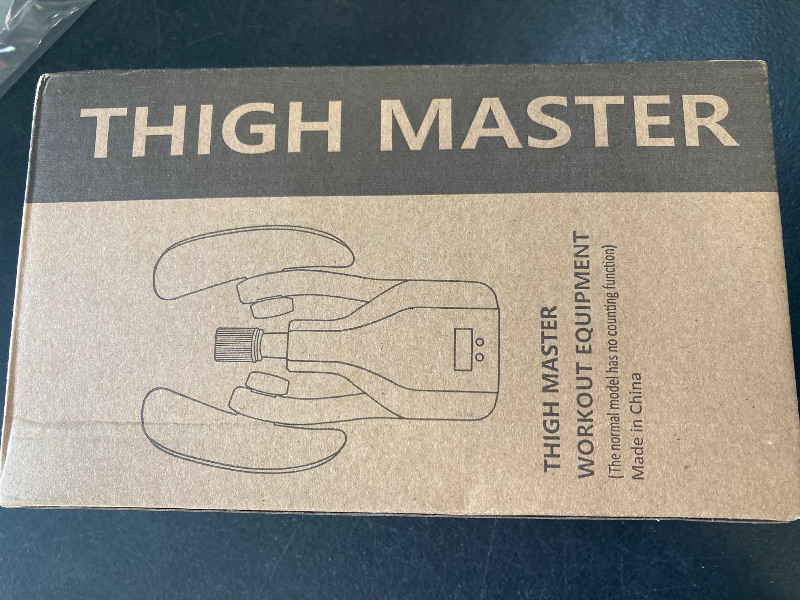 THIGH MASTER
THIGH MASTER
WORKOUT EQUIPMENT
(The normal model has no counting function)
Made in China